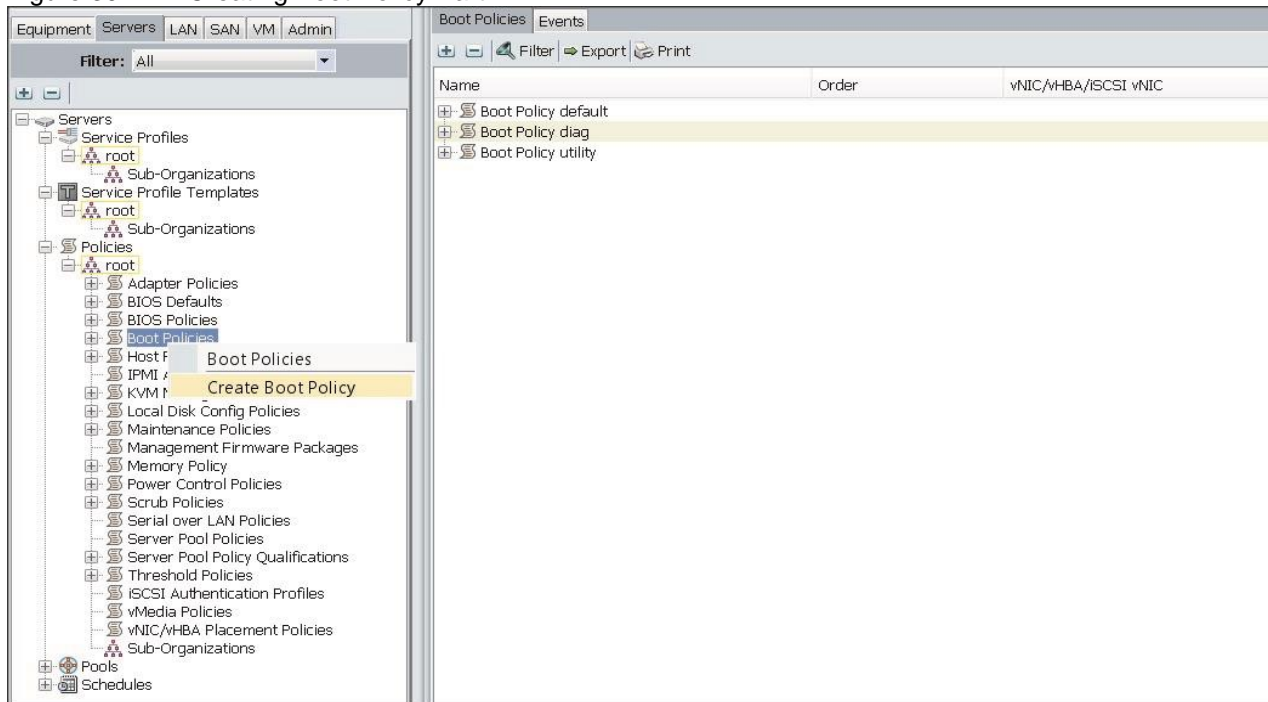 Equipment Servers LAN SAN VM Admin
Filter: All
Servers
Service Profiles
root
Sub-Organizations
Service Profile Templates
root
Sub-Organizations
Policies
root
Adapter Policies
BIOS Defaults
BIOS Policies
Boot Policies
Host F
IPMI
KVM
Local Disk Config Policies
Maintenance Policies
Management Firmware Packages
Memory Policy
Power Control Policies
Scrub Policies
Serial over LAN Policies
Server Pool Policies
Server Pool Policy Qualifications
Threshold Policies
iSCSI Authentication Profiles
vMedia Policies
vNIC/vHBA Placement Policies
Sub-Organizations
Pools
Schedules
Boot Policies
Create Boot Policy
Boot Policies Events
Filter Export Print
Name Order vNIC/vHBA/iSCSI vNIC
Boot Policy default
Boot Policy diag
Boot Policy utility